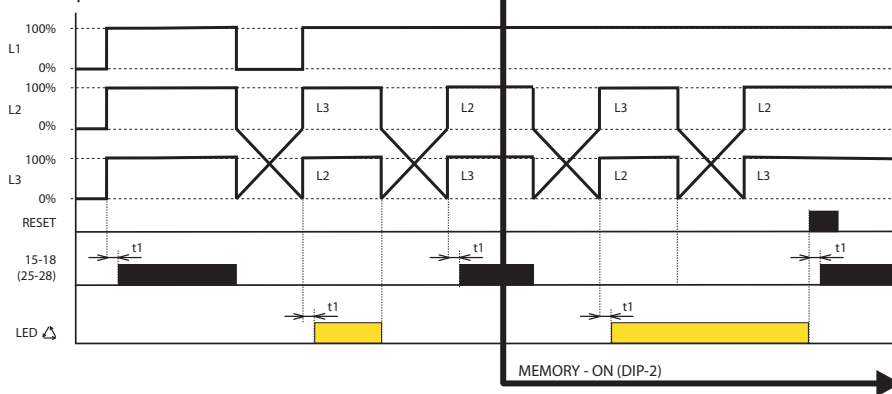 100%
L1
0%
100%
L2
L3
L2
L3
L2
0%
100%
L3
L2
L3
L2
L3
0%
RESET
t1
t1
t1
15-18
(25-28)
t1
t1
LED
MEMORY - ON (DIP-2)